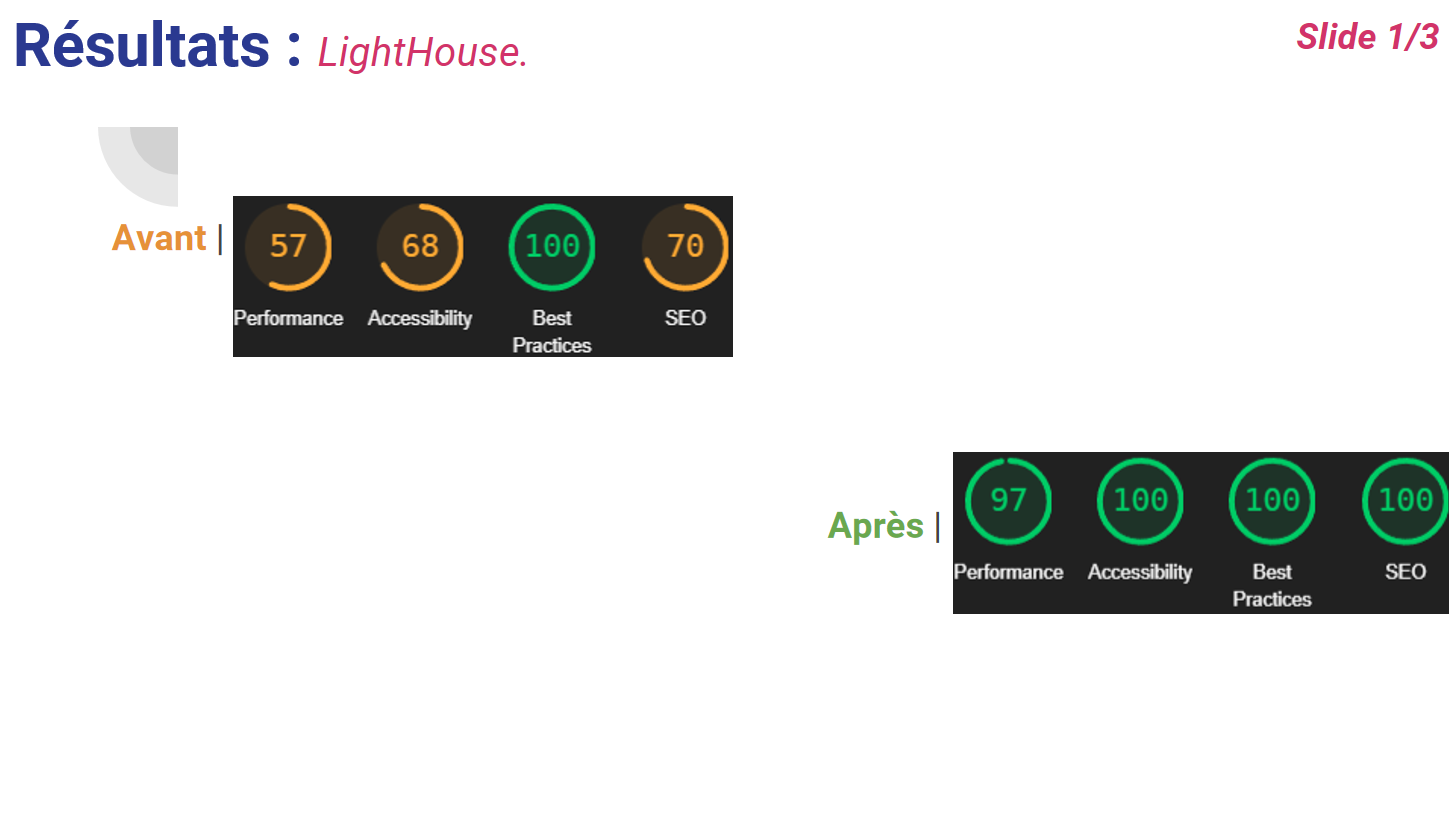 Résultats : LightHouse.
Slide 1/3
Avant |
57 68 100 70
Performance Accessibility Best Practices SEO
Après |
97 100 100 100
Performance Accessibility Best Practices SEO